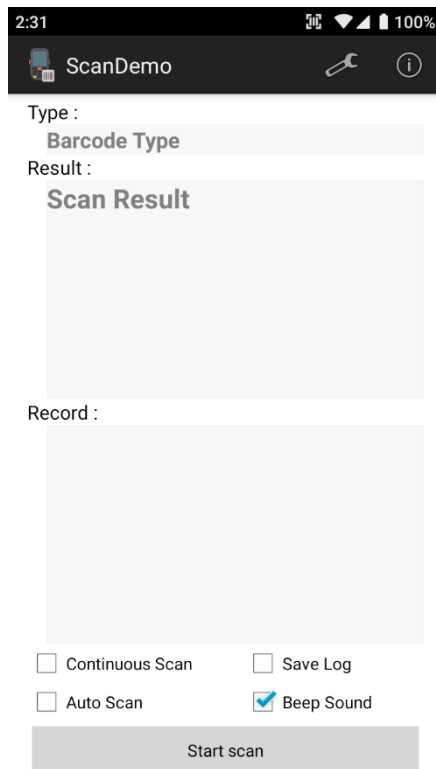 2:31 100%
ScanDemo
Type :
Barcode Type
Result :
Scan Result
Record :
Continuous Scan Save Log
Auto Scan Beep Sound
Start scan